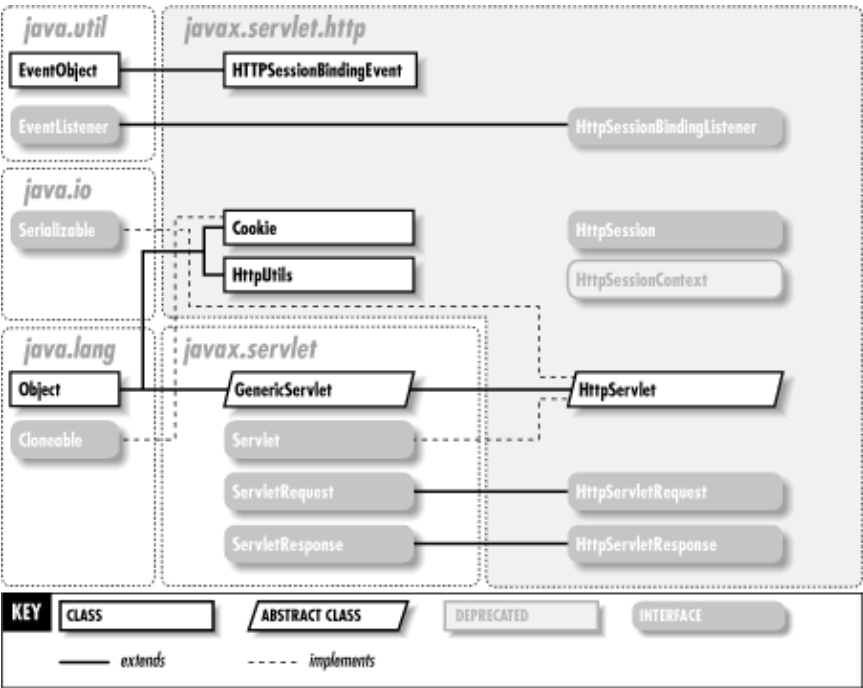 java.util
javax.servlet.http
EventObject
HTTPSessionBindingEvent
EventListener
HttpSessionBindingListener
java.io
Serializable
Cookie
HttpSession
HttpUtils
HttpSessionContext
java.lang
javax.servlet
Object
GenericServlet
HttpServlet
Cloneable
Servlet
ServletRequest
HttpServletRequest
ServletResponse
HttpServletResponse
KEY
CLASS
ABSTRACT CLASS
DEPRECATED
INTERFACE
extends
implements